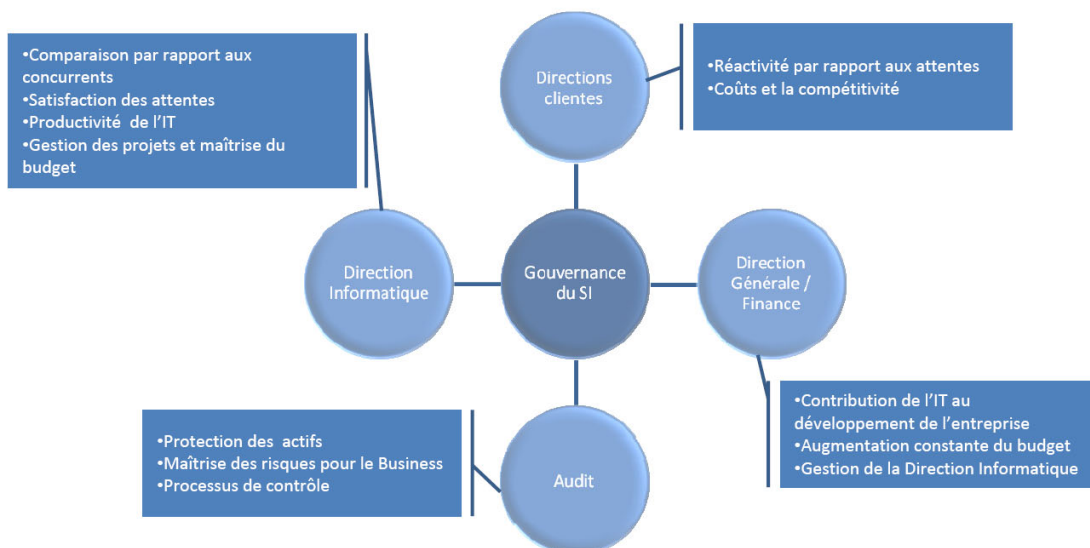 •Comparaison par rapport aux
concurrents
•Satisfaction des attentes
•Productivité de l'IT
•Gestion des projets et maîtrise du
budget
Directions
clientes
•Réactivité par rapport aux attentes
•Coûts et la compétitivité
Direction
Informatique
Gouvernance
du SI
Direction
Générale /
Finance
•Protection des actifs
•Maîtrise des risques pour le Business
•Processus de contrôle
Audit
•Contribution de l'IT au
développement de l'entreprise
•Augmentation constante du budget
•Gestion de la Direction Informatique